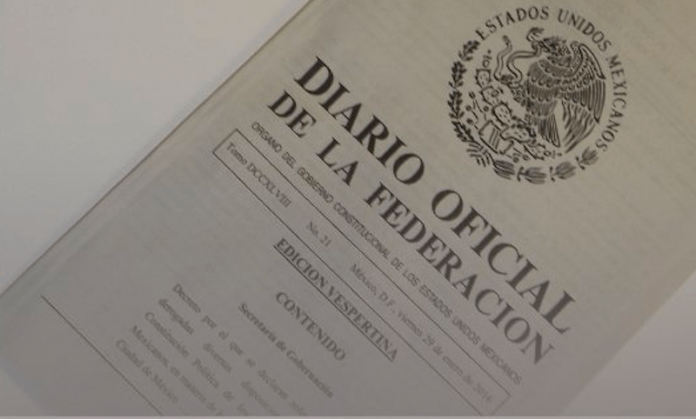 ESTADOS UNIDOS MEXICANOS
DIARIO OFICIAL
DE LA FEDERACION
ORGANO DEL GOBIERNO CONSTITUCIONAL DE LOS ESTADOS UNIDOS MEXICANOS
Tomo DCCXLVIII No. 21 México, D.F., viernes 29 de enero de 2016
EDICION VESPERTINA
CONTENIDO
Secretaría de Gobernación
Decreto por el que se declaran
derogadas diversas
Constitución Política de
Mexicanos, en materia de
Ciudad de México